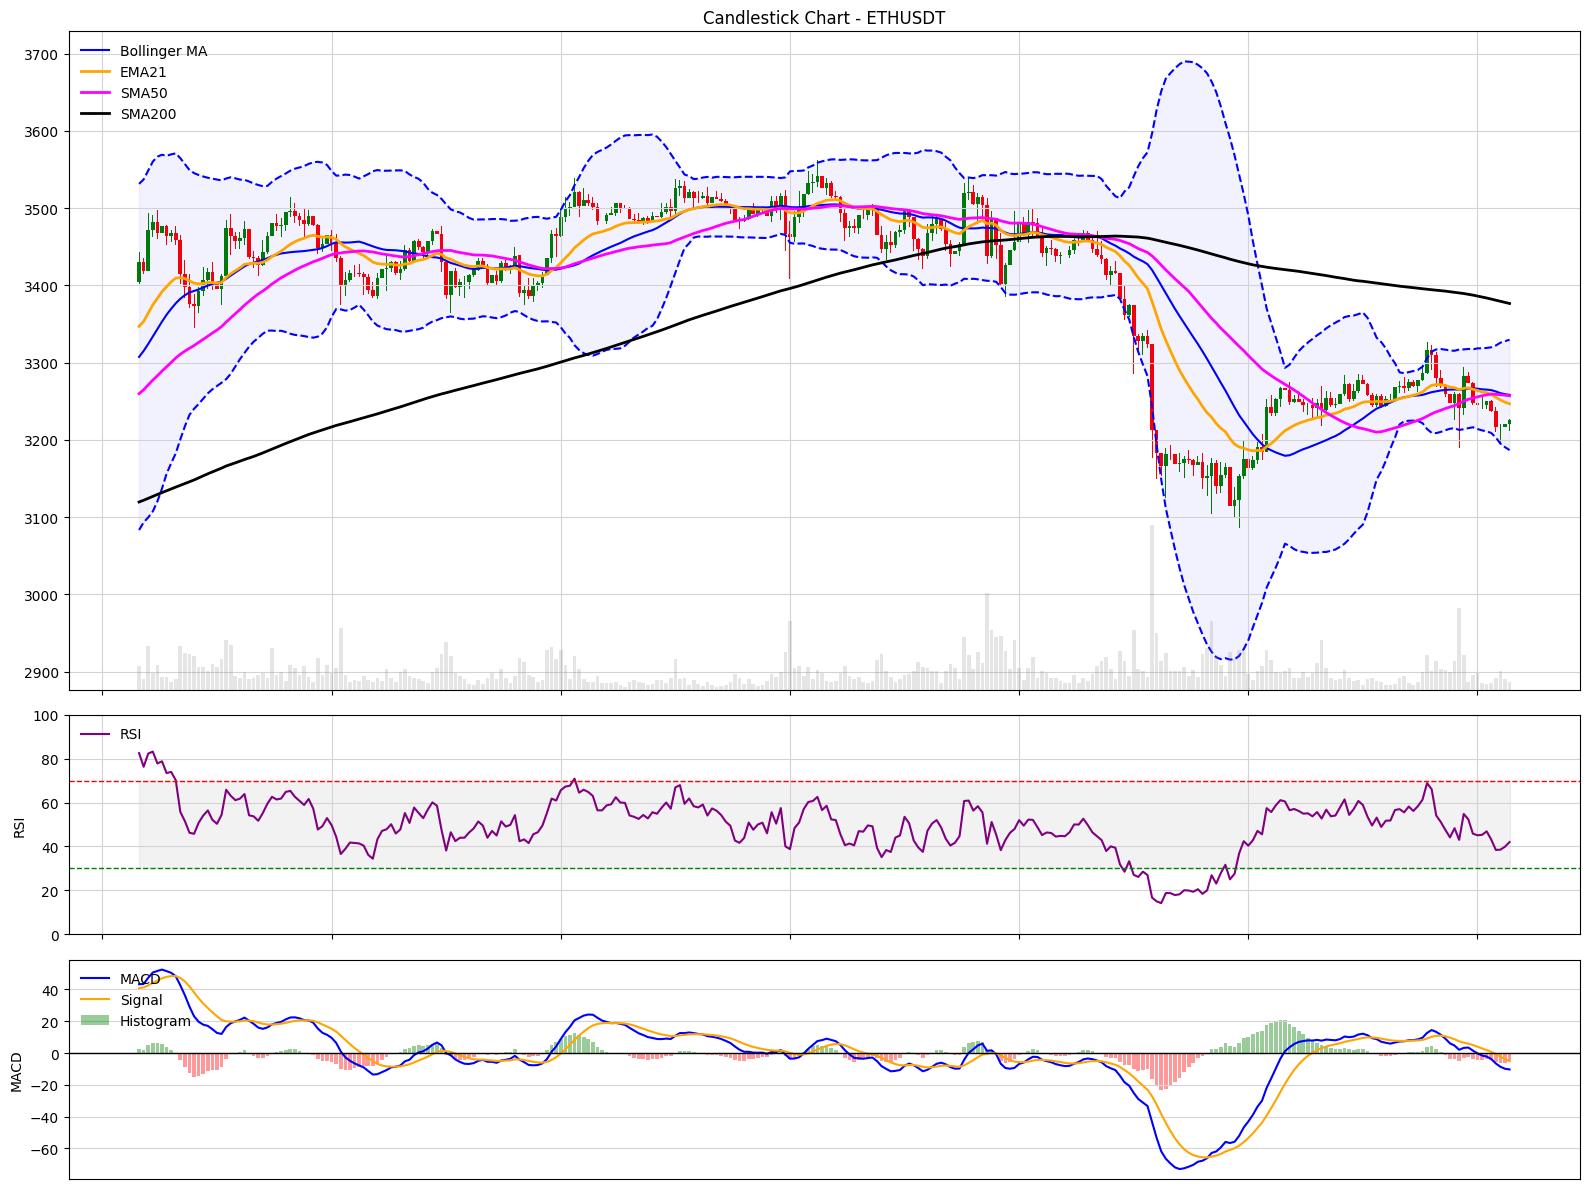 Candlestick Chart - ETHUSDT
Bollinger MA
EMA21
SMA50
SMA200
3700
3600
3500
3400
3300
3200
3100
3000
2900
RSI
RSI
100
80
60
40
20
0
MACD
Signal
Histogram
MACD
40
20
0
−20
−40
−60